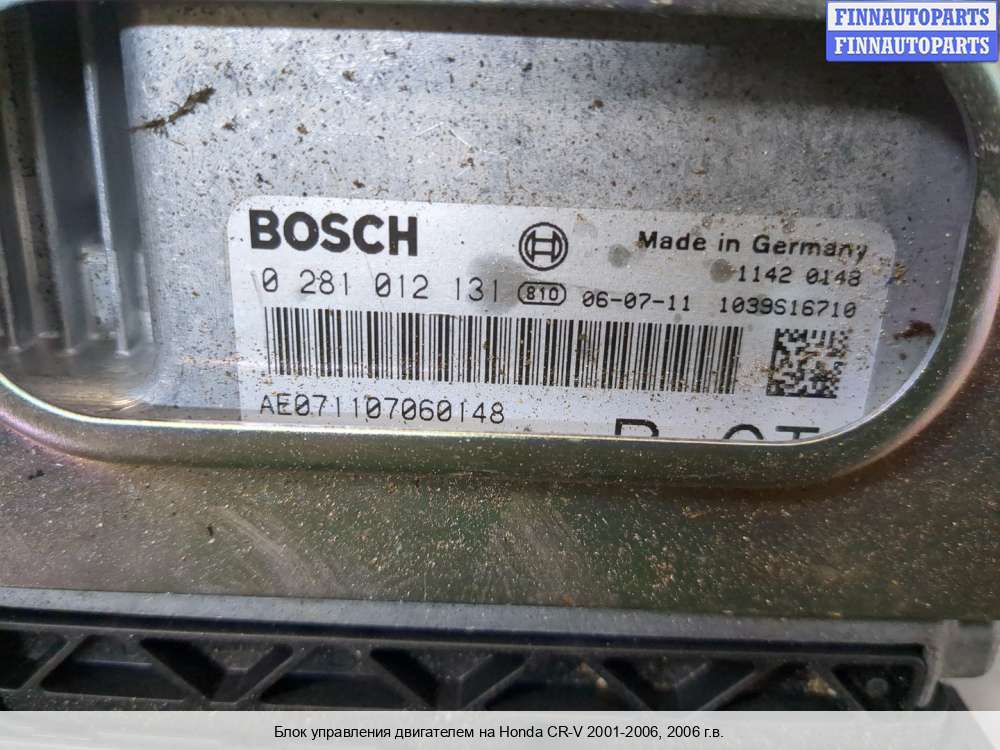 FINNAUTOPARTS
FINNAUTOPARTS
BOSCH
Made in Germany
1142 0148
0 281 012 131 810 06-07-11 1039S16710
AE071107060148
Блок управления двигателем на Honda CR-V 2001-2006, 2006 г.в.